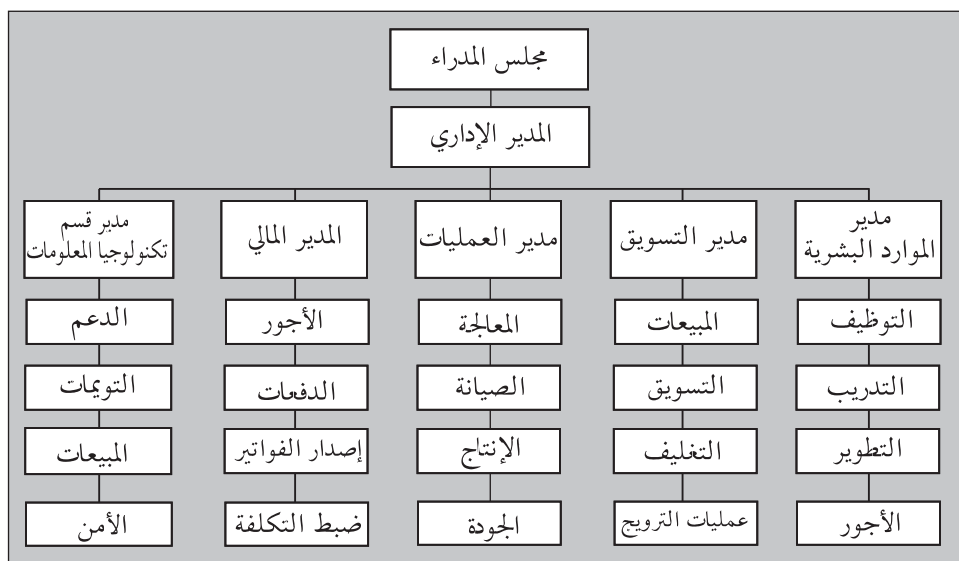 مجلس المدراء
المدير الإداري
مدير
الموارد البشرية
مدير التسويق
مدير العمليات
المدير المالي
مدير قسم
تكنولوجيا المعلومات
التوظيف
المبيعات
المعالجة
الأجور
الدعم
التدريب
التسويق
الصيانة
الدفعات
التويمات
التطوير
التغليف
الإنتاج
إصدار الفواتير
المبيعات
الأجور
عمليات الترويج
الجودة
ضبط التكلفة
الأمن